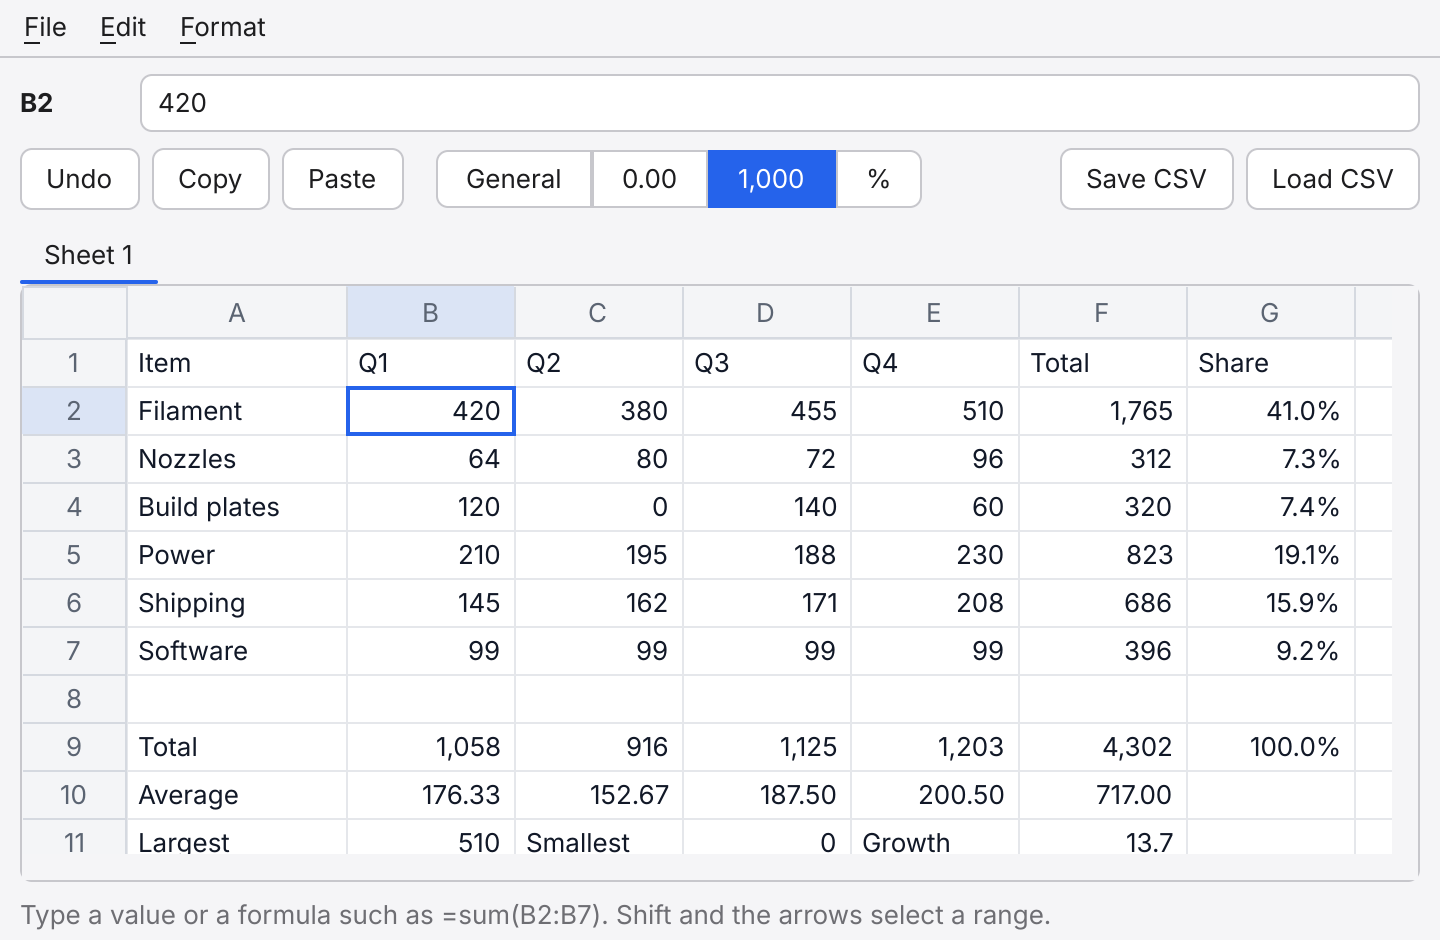 File Edit Format
B2 420
Undo Copy Paste General 0.00 1,000 % Save CSV Load CSV
Sheet 1
A B C D E F G
1 Item Q1 Q2 Q3 Q4 Total Share
2 Filament 420 380 455 510 1,765 41.0%
3 Nozzles 64 80 72 96 312 7.3%
4 Build plates 120 0 140 60 320 7.4%
5 Power 210 195 188 230 823 19.1%
6 Shipping 145 162 171 208 686 15.9%
7 Software 99 99 99 99 396 9.2%
8
9 Total 1,058 916 1,125 1,203 4,302 100.0%
10 Average 176.33 152.67 187.50 200.50 717.00
11 Largest 510 Smallest 0 Growth 13.7
Type a value or a formula such as =sum(B2:B7). Shift and the arrows select a range.